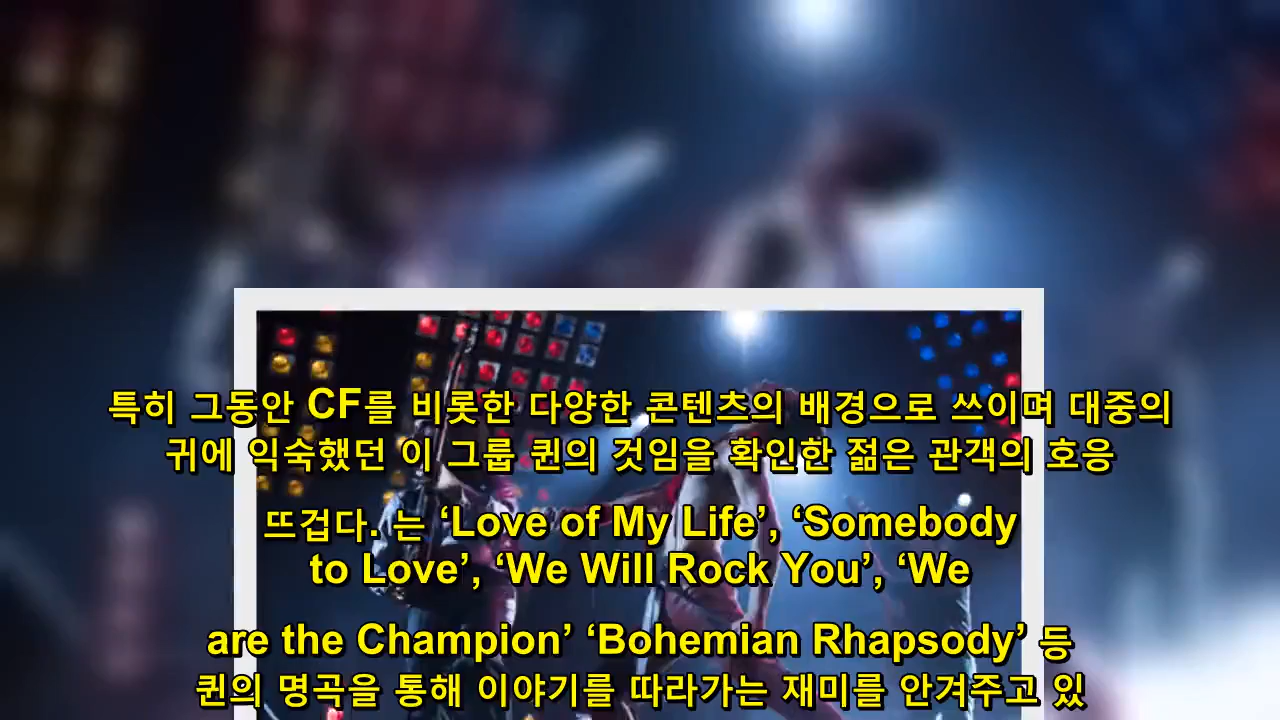 특히 그동안 CF를 비롯한 다양한 콘텐츠의 배경으로 쓰이며 대중의
귀에 익숙했던 이 그룹 퀸의 것임을 확인한 젊은 관객의 호응
뜨겁다. 는 ‘Love of My Life’, ‘Somebody
to Love’, ‘We Will Rock You’, ‘We
are the Champion’ ‘Bohemian Rhapsody’ 등
퀸의 명곡을 통해 이야기를 따라가는 재미를 안겨주고 있